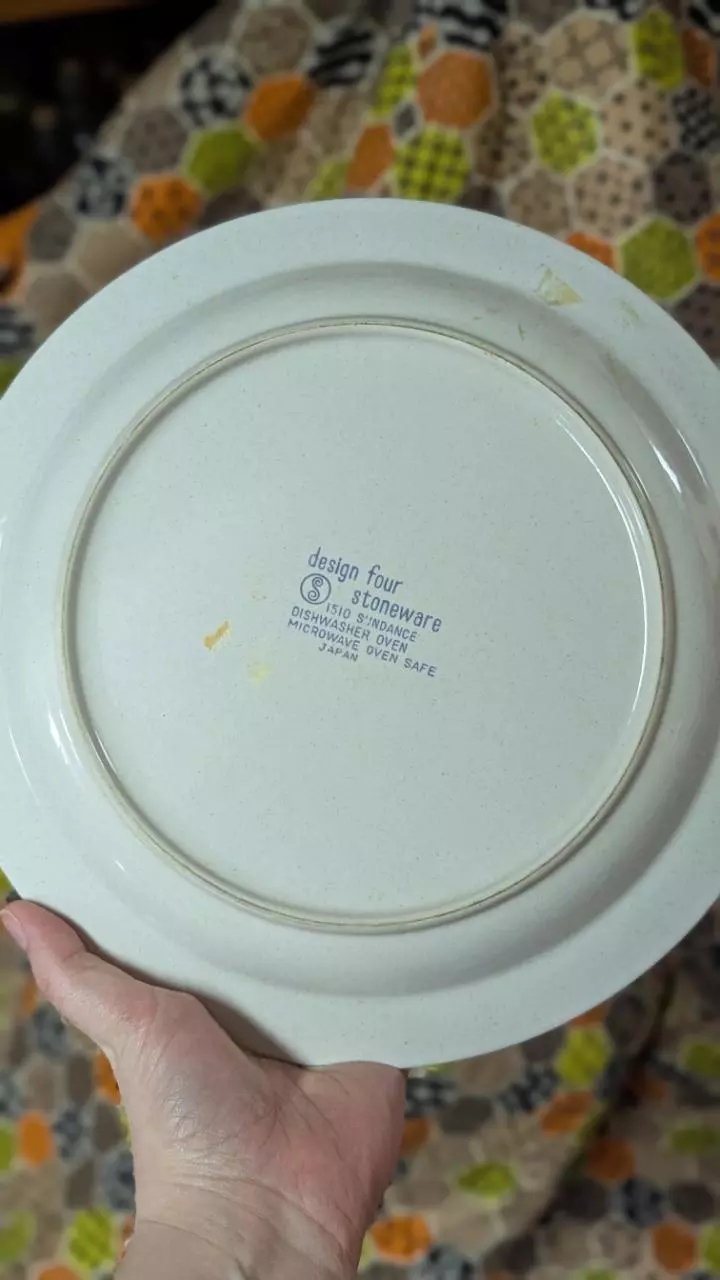 design four
S stoneware
1510 SUNDANCE
DISHWASHER OVEN
MICROWAVE OVEN SAFE
JAPAN